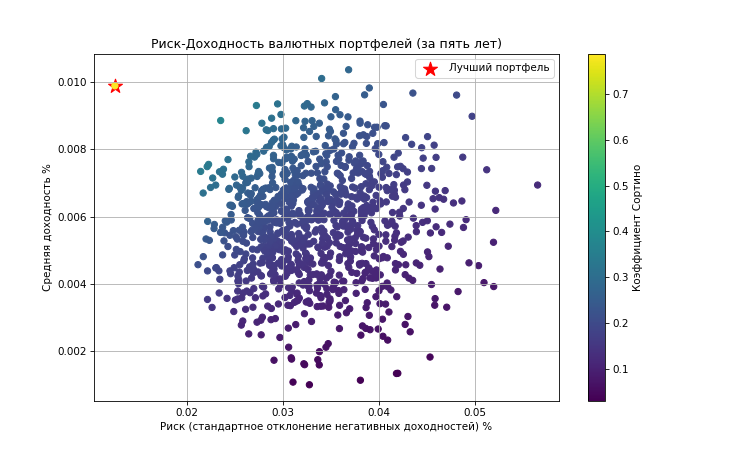 Риск-Доходность валютных портфелей (за пять лет)
Лучший портфель
Средняя доходность %
0.010
0.008
0.006
0.004
0.002
0.02 0.03 0.04 0.05
Риск (стандартное отклонение негативных доходностей) %
0.7
0.6
0.5
0.4
0.3
0.2
0.1
Коэффициент Сортино